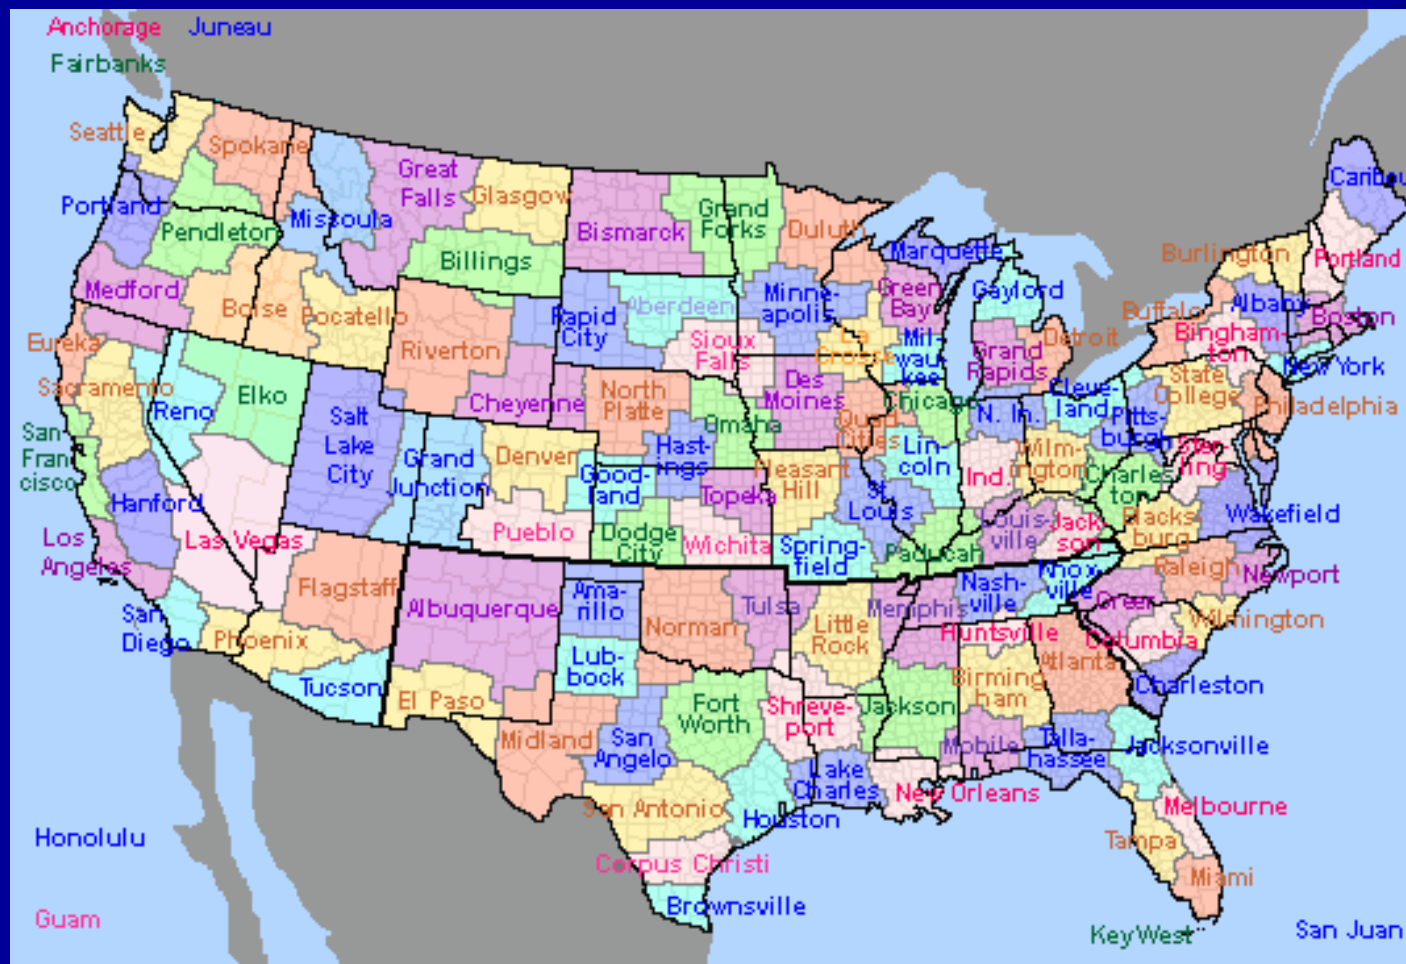 Anchorage
Juneau
Fairbanks
Seattle
Spokane
Great
Falls
Glasgow
Portland
Missoula
Pendleton
Bismarck
Grand
Forks
Duluth
Caribou
Marquette
Burlington
Portland
Billings
Medford
Boise
Pocatello
Rapid
City
Aberdeen
Minne-
apolis
Green
Bay
Gaylord
Buffalo
Albany
Boston
Eureka
Riverton
Sioux
Falls
La
Crosse
Mil-
wau-
kee
Grand
Rapids
Detroit
Bingham-
ton
New York
Sacramento
Reno
Elko
Salt
Lake
City
Cheyenne
North
Platte
Des
Moines
Omaha
Quad
Cities
Chicago
N. In.
Cleve-
land
Pitts-
burgh
State
College
Philadelphia
San
Fran
cisco
Hanford
Grand
Junction
Denver
Good-
land
Hast-
ings
Topeka
Pleasant
Hill
Lin-
coln
St.
Louis
Ind.
Wilm-
ington
Charles
ton
Ster-
ling
Wakefield
Los
Angeles
Las Vegas
Pueblo
Dodge
City
Wichita
Spring-
field
Paducah
Louis-
ville
Jack
son
Blacks-
burg
Raleigh
Newport
San
Diego
Flagstaff
Phoenix
Tucson
Albuquerque
Ama-
rillo
Lub-
bock
Norman
Tulsa
Little
Rock
Memphis
Nash-
ville
Knox-
ville
Greer
Columbia
Wilmington
Huntsville
Birming
ham
Atlanta
Charleston
El Paso
Midland
San
Angelo
Fort
Worth
Shreve-
port
Jackson
Mobile
Talla-
hassee
Jacksonville
San Antonio
Houston
Lake
Charles
New Orleans
Melbourne
Tampa
Miami
Corpus Christi
Brownsville
Honolulu
Guam
Key West
San Juan